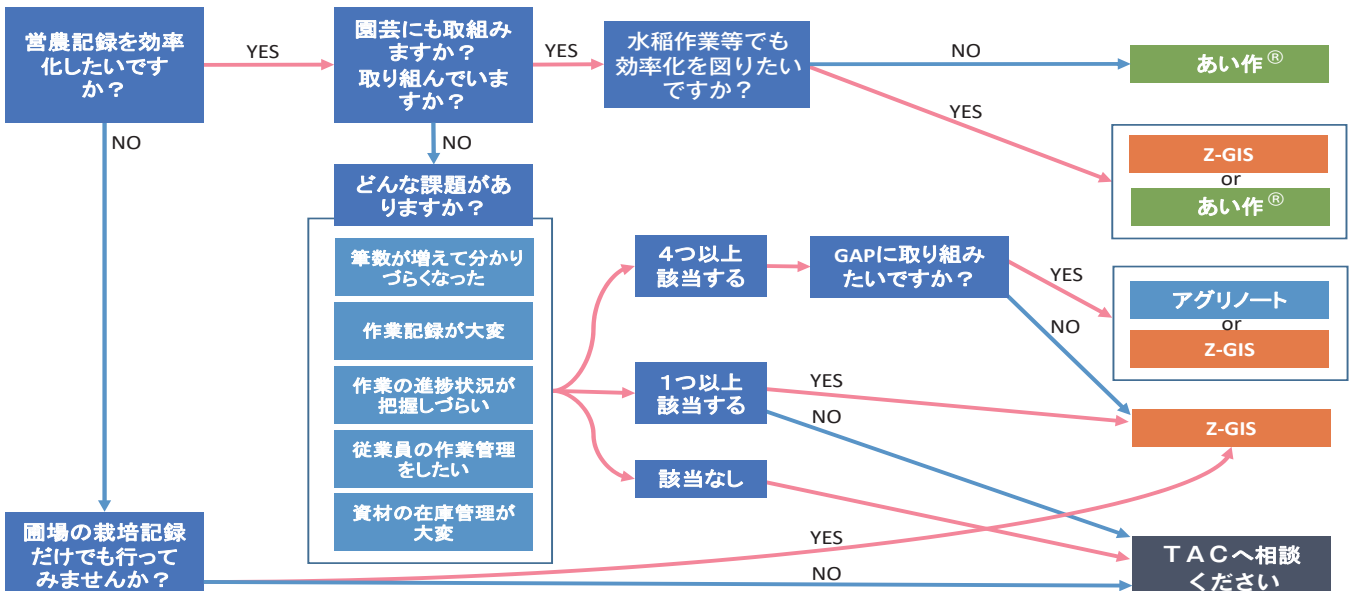 営農記録を効率
化したいです
か？
YES
園芸にも取組み
ますか？
取り組んでいま
すか？
YES
水稲作業等でも
効率化を図りたい
ですか？
NO
あい作®
YES
Z-GIS
or
あい作®
NO
NO
どんな課題があ
りますか？
筆数が増えて分かり
づらくなった
作業記録が大変
作業の進捗状況が
把握しづらい
従業員の作業管理
をしたい
資材の在庫管理が
大変
4つ以上
該当する
GAPに取り組み
たいですか？
YES
アグリノート
or
Z-GIS
NO
1つ以上
該当する
YES
NO
Z-GIS
該当なし
圃場の栽培記録
だけでも行って
みませんか？
YES
NO
ＴＡＣへ相談
ください